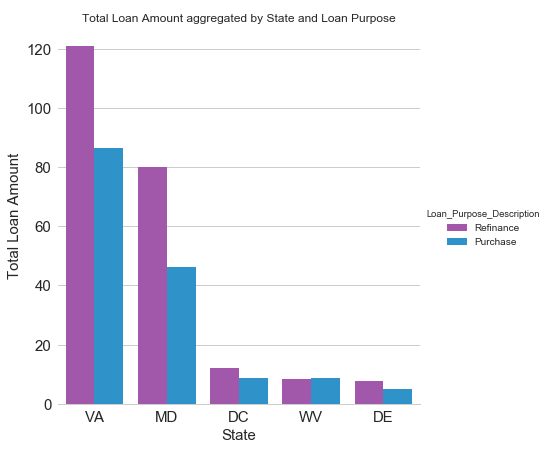 Total Loan Amount aggregated by State and Loan Purpose
120
100
80
60
40
20
0
Total Loan Amount
VA MD DC WV DE
State
Loan_Purpose_Description
Refinance
Purchase